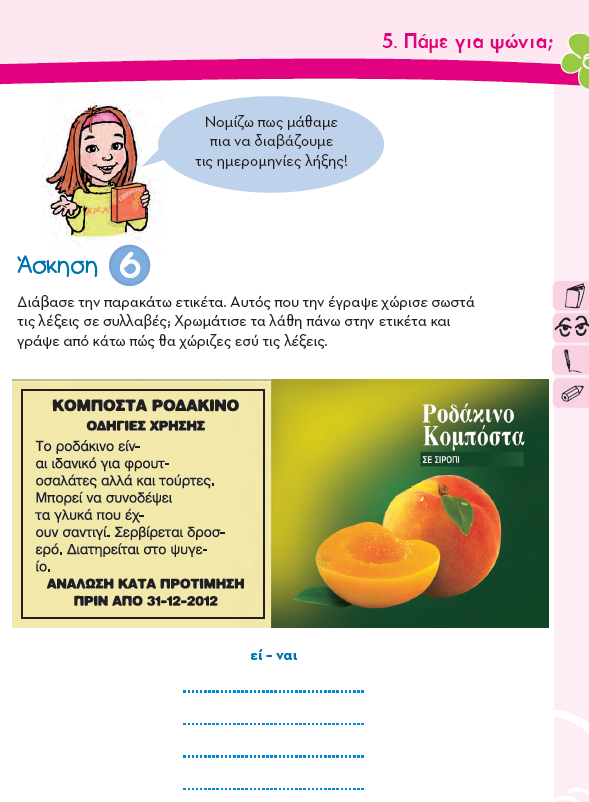 5. Πάμε για ψώνια;
Νομίζω πως μάθαμε
πια να διαβάζουμε
τις ημερομηνίες λήξης!
Άσκηση 6
Διάβασε την παρακάτω ετικέτα. Αυτός που την έγραψε χώρισε σωστά
τις λέξεις σε συλλαβές; Χρωμάτισε τα λάθη πάνω στην ετικέτα και
γράψε από κάτω πώς θα χώριζες εσύ τις λέξεις.
ΚΟΜΠΟΣΤΑ ΡΟΔΑΚΙΝΟ
ΟΔΗΓΙΕΣ ΧΡΗΣΗΣ
Το ροδάκινο είν-
αι ιδανικό για φρουτ-
οσαλάτες αλλά και τούρτες.
Μπορεί να συνοδέψει
τα γλυκά που έχ-
ουν σαντιγί. Σερβίρεται δροσ-
ερό. Διατηρείται στο ψυγε-
ίο.
ΑΝΑΛΩΣΗ ΚΑΤΑ ΠΡΟΤΙΜΗΣΗ
ΠΡΙΝ ΑΠΟ 31-12-2012
Ροδάκινο
Κομπόστα
ΣΕ ΣΙΡΟΠΙ
εί - ναι